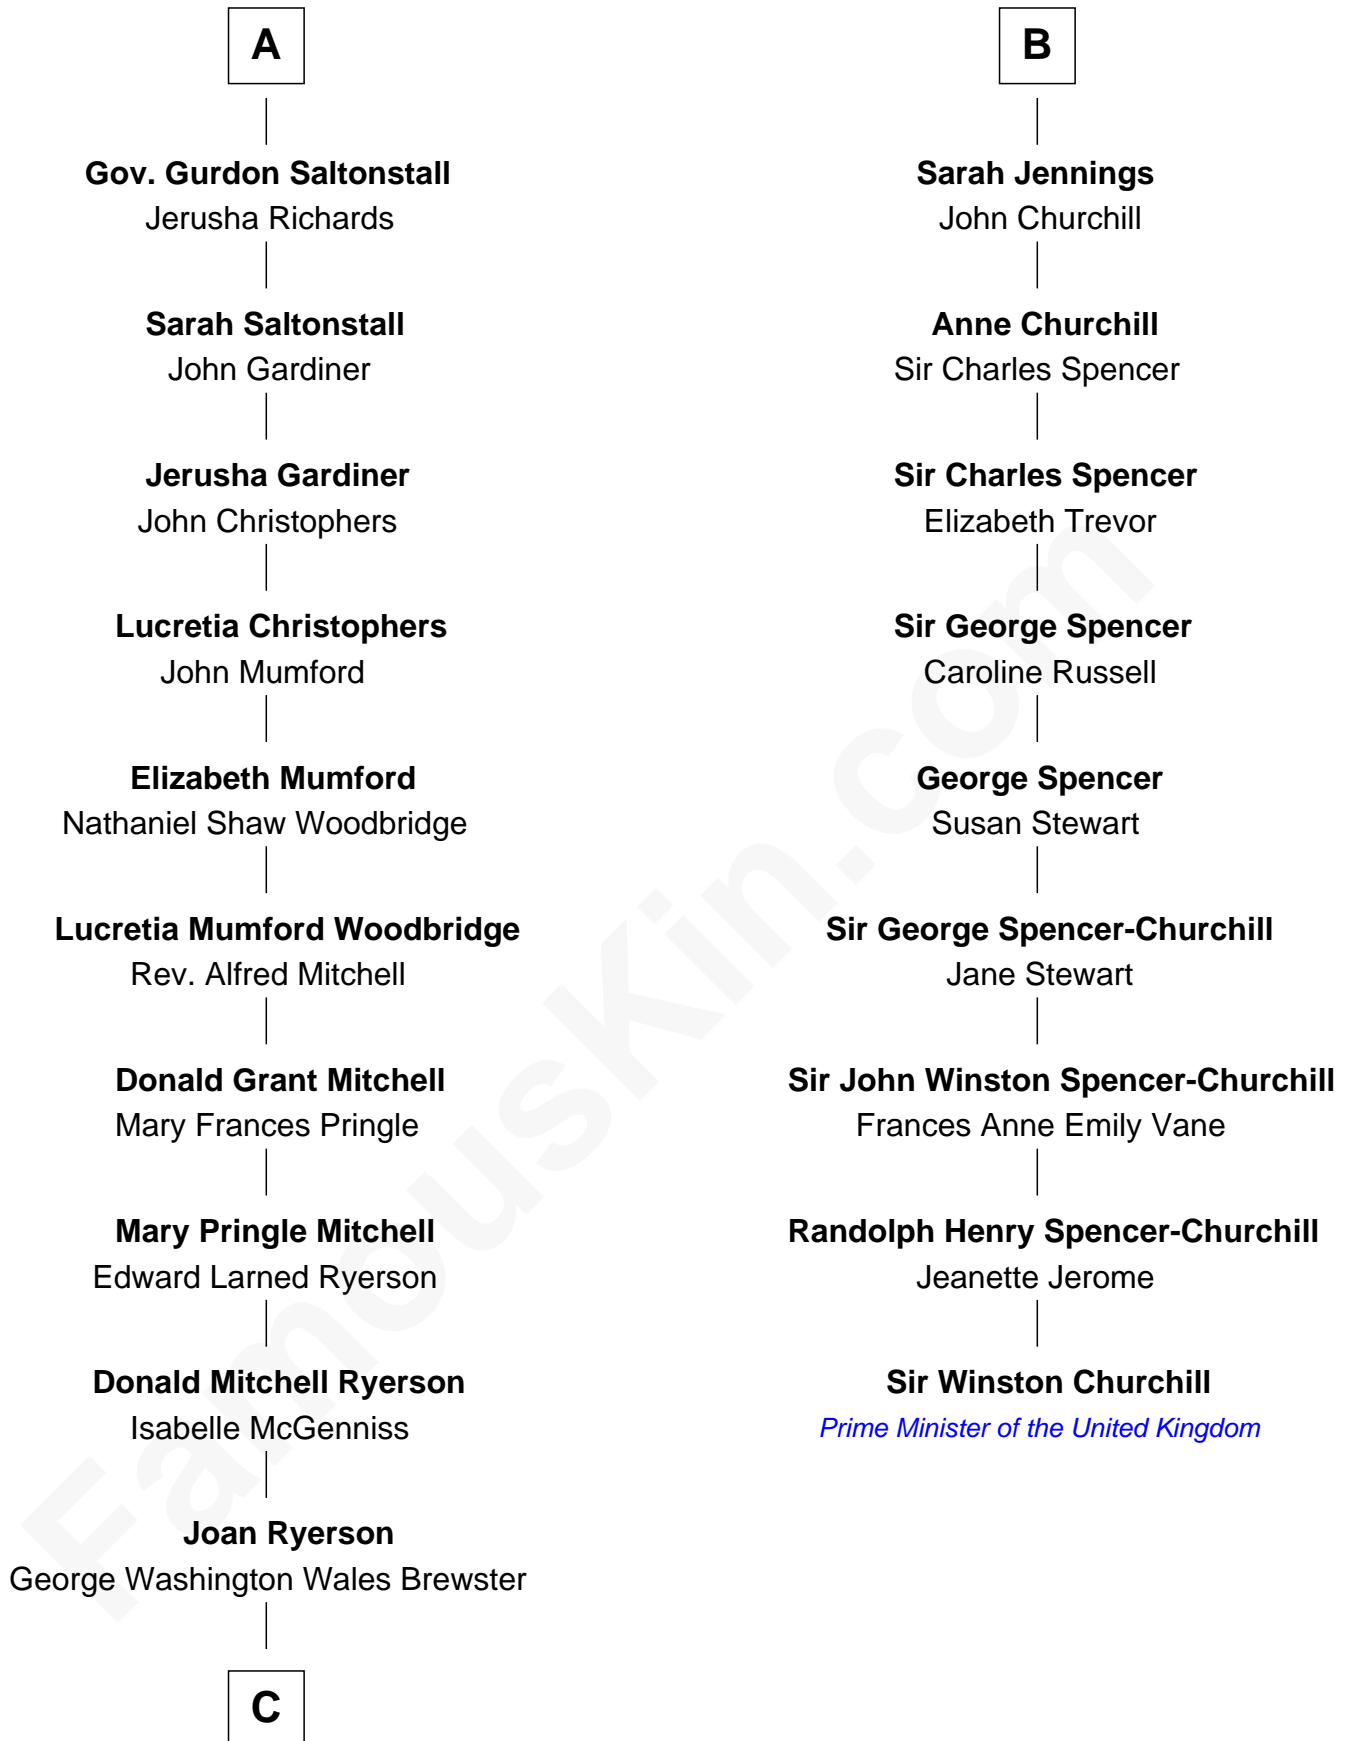 A
Gov. Gurdon Saltonstall
Jerusha Richards
Sarah Saltonstall
John Gardiner
Jerusha Gardiner
John Christophers
Lucretia Christophers
John Mumford
Elizabeth Mumford
Nathaniel Shaw Woodbridge
Lucretia Mumford Woodbridge
Rev. Alfred Mitchell
Donald Grant Mitchell
Mary Frances Pringle
Mary Pringle Mitchell
Edward Larned Ryerson
Donald Mitchell Ryerson
Isabelle McGenniss
Joan Ryerson
George Washington Wales Brewster
C
B
Sarah Jennings
John Churchill
Anne Churchill
Sir Charles Spencer
Sir Charles Spencer
Elizabeth Trevor
Sir George Spencer
Caroline Russell
George Spencer
Susan Stewart
Sir George Spencer-Churchill
Jane Stewart
Sir John Winston Spencer-Churchill
Frances Anne Emily Vane
Randolph Henry Spencer-Churchill
Jeanette Jerome
Sir Winston Churchill
Prime Minister of the United Kingdom
FamousKin.com